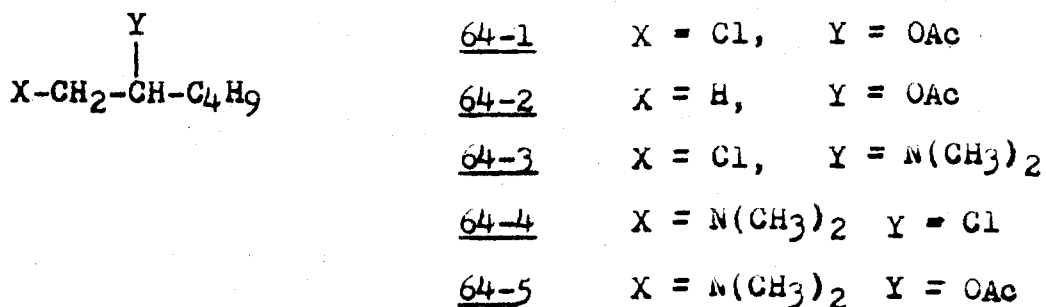 Y
X-CH2-CH-C4H9
64-1 X = Cl, Y = OAc
64-2 X = H, Y = OAc
64-3 X = Cl, Y = N(CH3)2
64-4 X = N(CH3)2 Y = Cl
64-5 X = N(CH3)2 Y = OAc